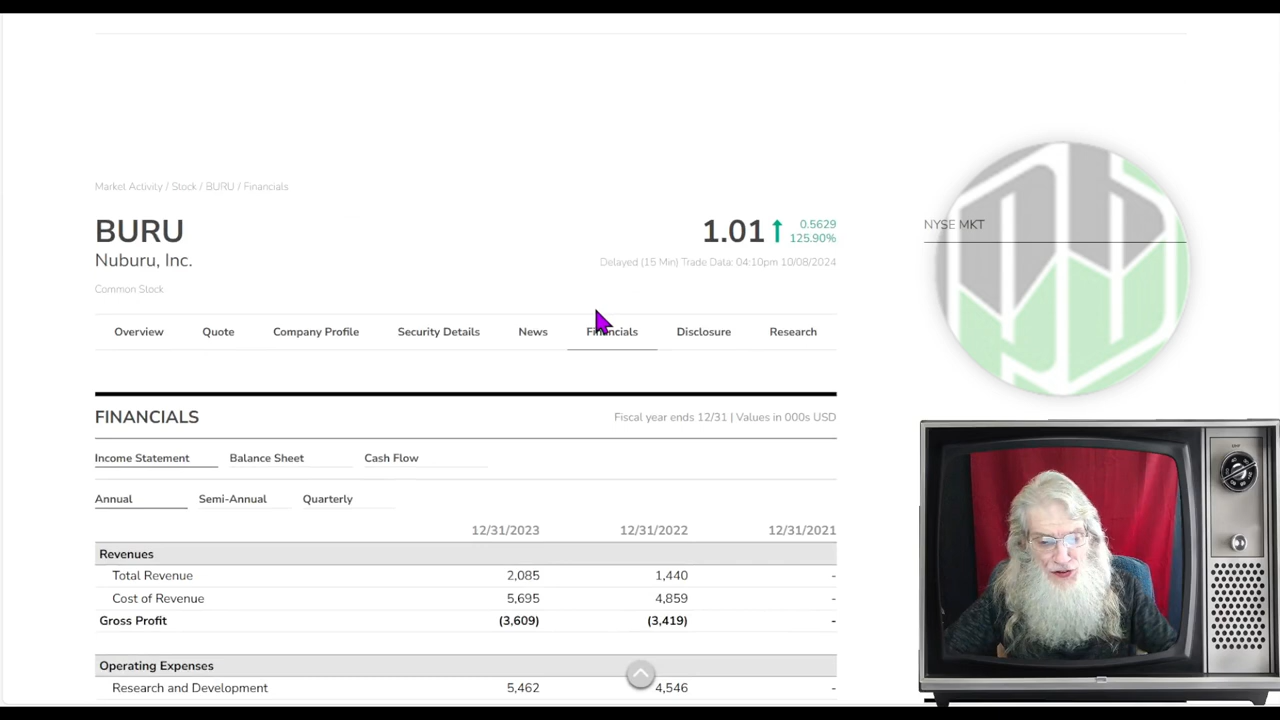 Market Activity / Stock / BURU / Financials
BURU
1.01
0.5629
125.90%
NYSE MKT
Nuburu, Inc.
Delayed (15 Min) Trade Data: 04:10pm 10/08/2024
Common Stock
Overview Quote Company Profile Security Details News Financials Disclosure Research
FINANCIALS
Fiscal year ends 12/31 | Values in 000s USD
Income Statement Balance Sheet Cash Flow
Annual Semi-Annual Quarterly
12/31/2023 12/31/2022 12/31/2021
Revenues
Total Revenue 2,085 1,440 -
Cost of Revenue 5,695 4,859 -
Gross Profit (3,609) (3,419) -
Operating Expenses
Research and Development 5,462 4,546 -